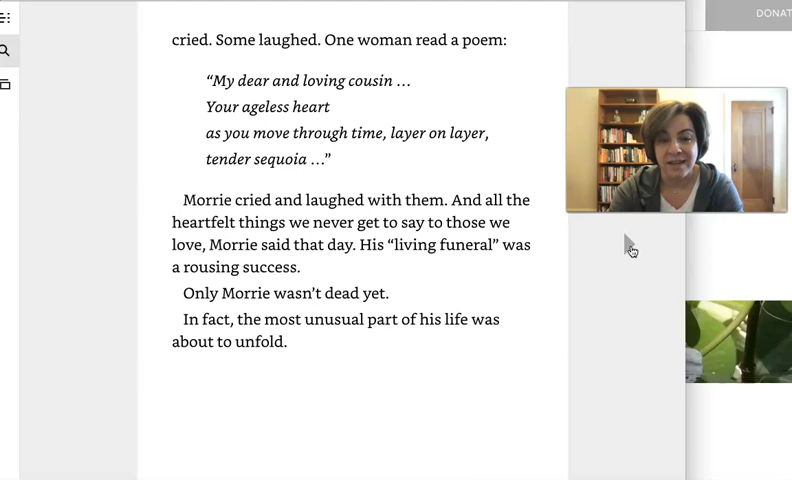 DONAT
cried. Some laughed. One woman read a poem:
“My dear and loving cousin …
Your ageless heart
as you move through time, layer on layer,
tender sequoia …”
Morrie cried and laughed with them. And all the
heartfelt things we never get to say to those we
love, Morrie said that day. His “living funeral” was
a rousing success.
Only Morrie wasn’t dead yet.
In fact, the most unusual part of his life was
about to unfold.